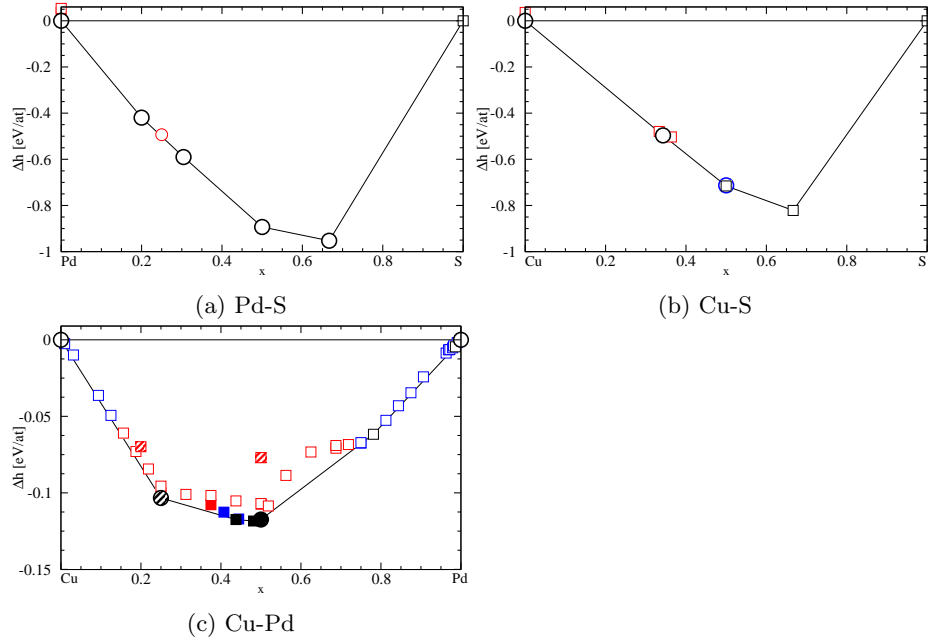 0
-0.2
-0.4
-0.6
-0.8
-1
Δh [eV/at]
Pd 0.2 0.4 0.6 0.8 S
x
(a) Pd-S
0
-0.2
-0.4
-0.6
-0.8
-1
Δh [eV/at]
Cu 0.2 0.4 0.6 0.8 S
x
(b) Cu-S
0
-0.05
-0.1
-0.15
Δh [eV/at]
Cu 0.2 0.4 0.6 0.8 Pd
x
(c) Cu-Pd